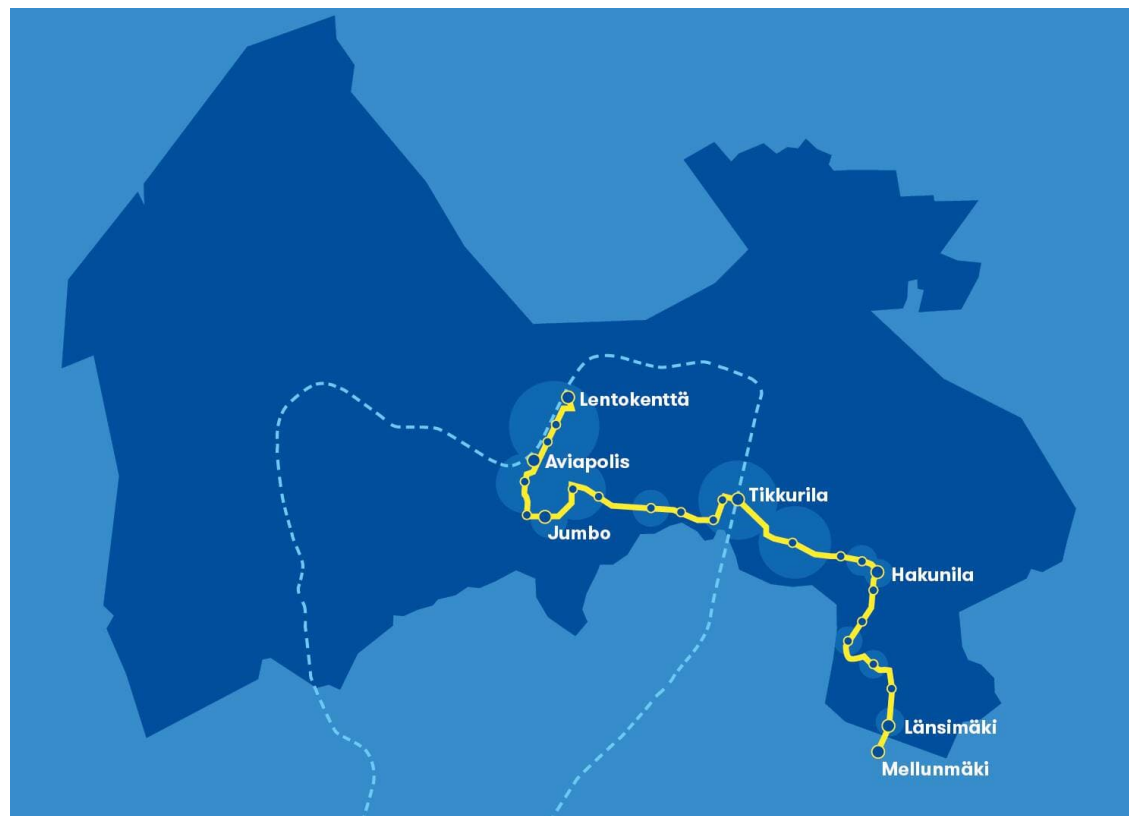 Lentokenttä
Aviapolis
Tikkurila
Jumbo
Hakunila
Länsimäki
Mellunmäki